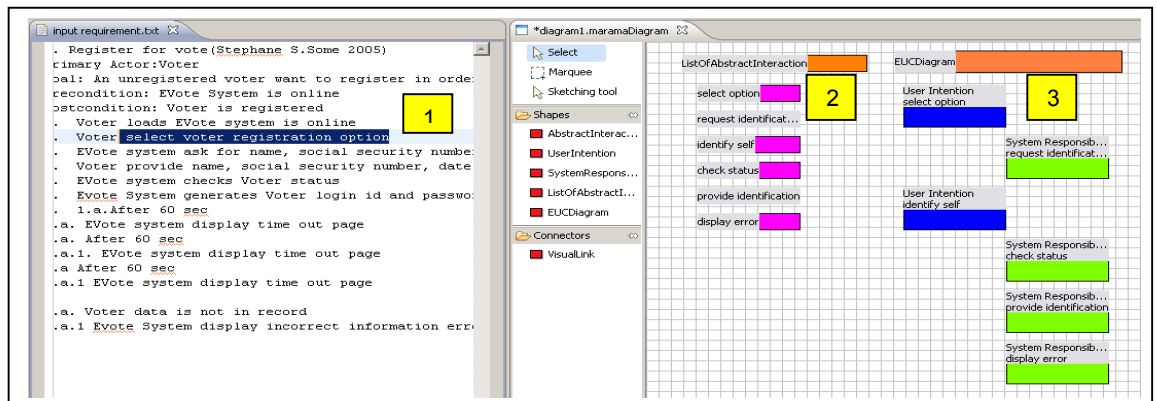 input requirement.txt
. Register for vote(Stephane S.Some 2005)
rimary Actor:Voter
oal: An unregistered voter want to register in orde
recondition: EVote System is online
ostcondition: Voter is registered
. Voter loads EVote system is online
. Voter select voter registration option
. EVote system ask for name, social security numbe
. Voter provide name, social security number, date
. EVote system checks Voter status
. Evote System generates Voter login id and passwo
. 1.a.After 60 sec
.a. EVote system display time out page
.a. After 60 sec
.a.1. EVote system display time out page
.a After 60 sec
.a.1 EVote system display time out page
.a. Voter data is not in record
.a.1 Evote System display incorrect information err
1
*diagram1.maramaDiagram
Select
Marquee
Sketching tool
Shapes
AbstractInterac...
UserIntention
SystemRespons...
ListOfAbstractI...
EUCDiagram
Connectors
VisualLink
ListOfAbstractInteraction
select option
request identificat...
identify self
check status
provide identification
display error
2
EUCDiagram
3
User Intention
select option
System Responsib...
request identificat...
User Intention
identify self
System Responsib...
check status
System Responsib...
provide identification
System Responsib...
display error